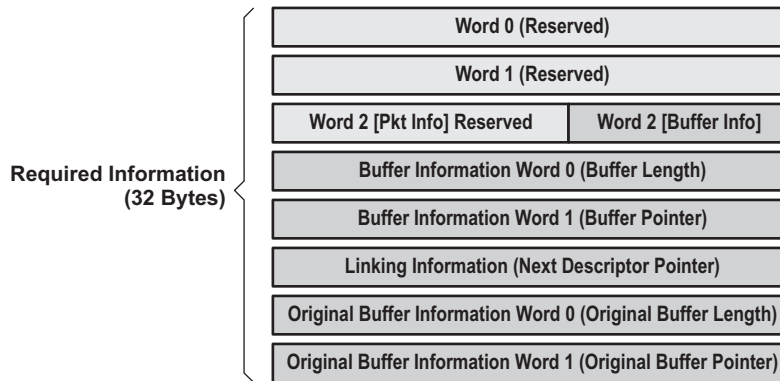 Word 0 (Reserved)
Word 1 (Reserved)
Word 2 [Pkt Info] Reserved
Word 2 [Buffer Info]
Required Information
(32 Bytes)
Buffer Information Word 0 (Buffer Length)
Buffer Information Word 1 (Buffer Pointer)
Linking Information (Next Descriptor Pointer)
Original Buffer Information Word 0 (Original Buffer Length)
Original Buffer Information Word 1 (Original Buffer Pointer)